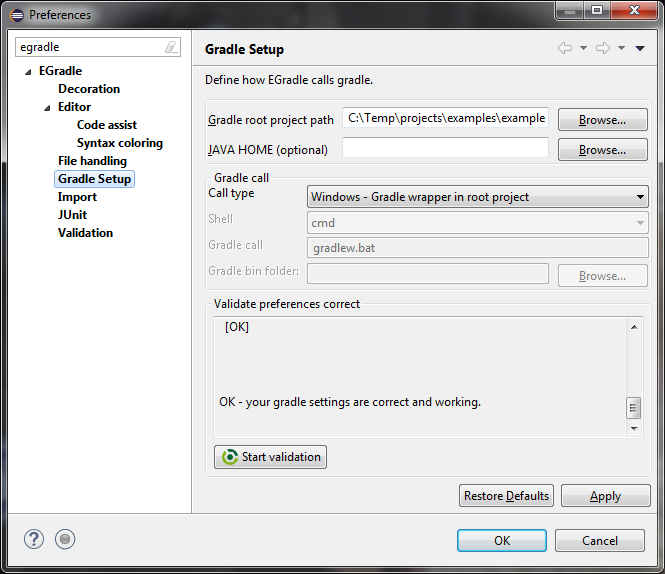 Preferences
egradle
EGradle
Decoration
Editor
Code assist
Syntax coloring
File handling
Gradle Setup
Import
JUnit
Validation
Gradle Setup
Define how EGradle calls gradle.
Gradle root project path C:\Temp\projects\examples\example Browse...
JAVA HOME (optional) Browse...
Gradle call
Call type Windows - Gradle wrapper in root project
Shell cmd
Gradle call gradlew.bat
Gradle bin folder: Browse...
Validate preferences correct
[OK]
OK - your gradle settings are correct and working.
Start validation
Restore Defaults Apply
? OK Cancel